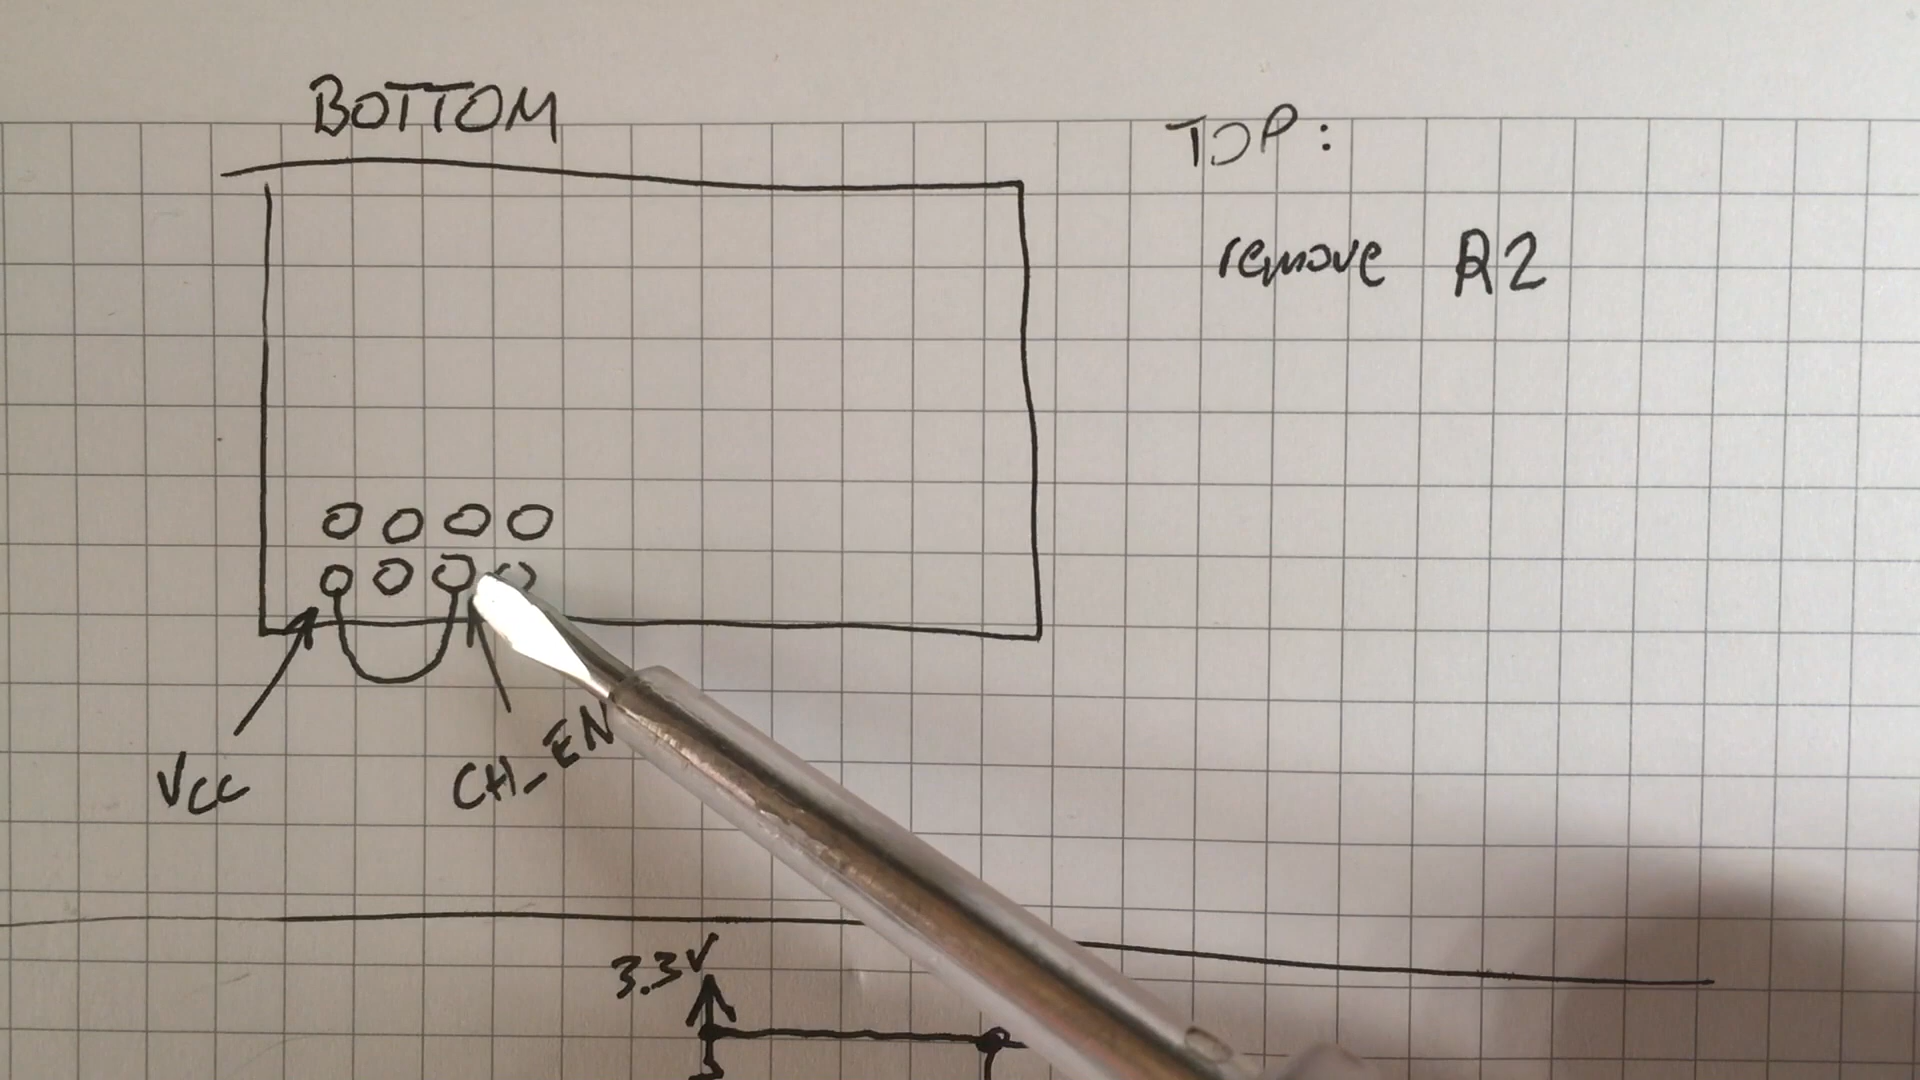 BOTTOM
TOP:
remove R2
VCC
CH_EN
3.3V